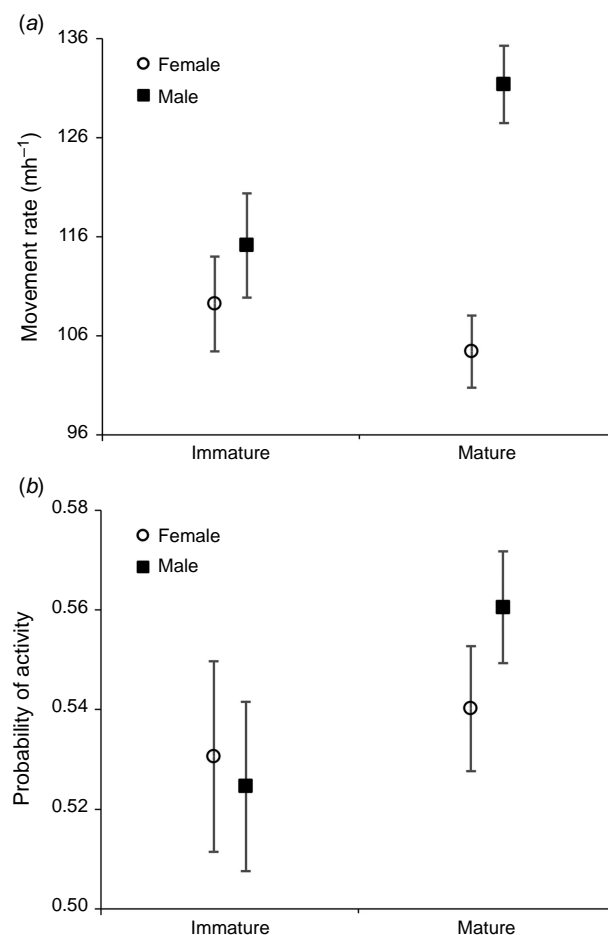 (a)
136
126
116
106
96
Movement rate (mh⁻¹)
Female
Male
Immature
Mature
(b)
0.58
0.56
0.54
0.52
0.50
Probability of activity
Female
Male
Immature
Mature